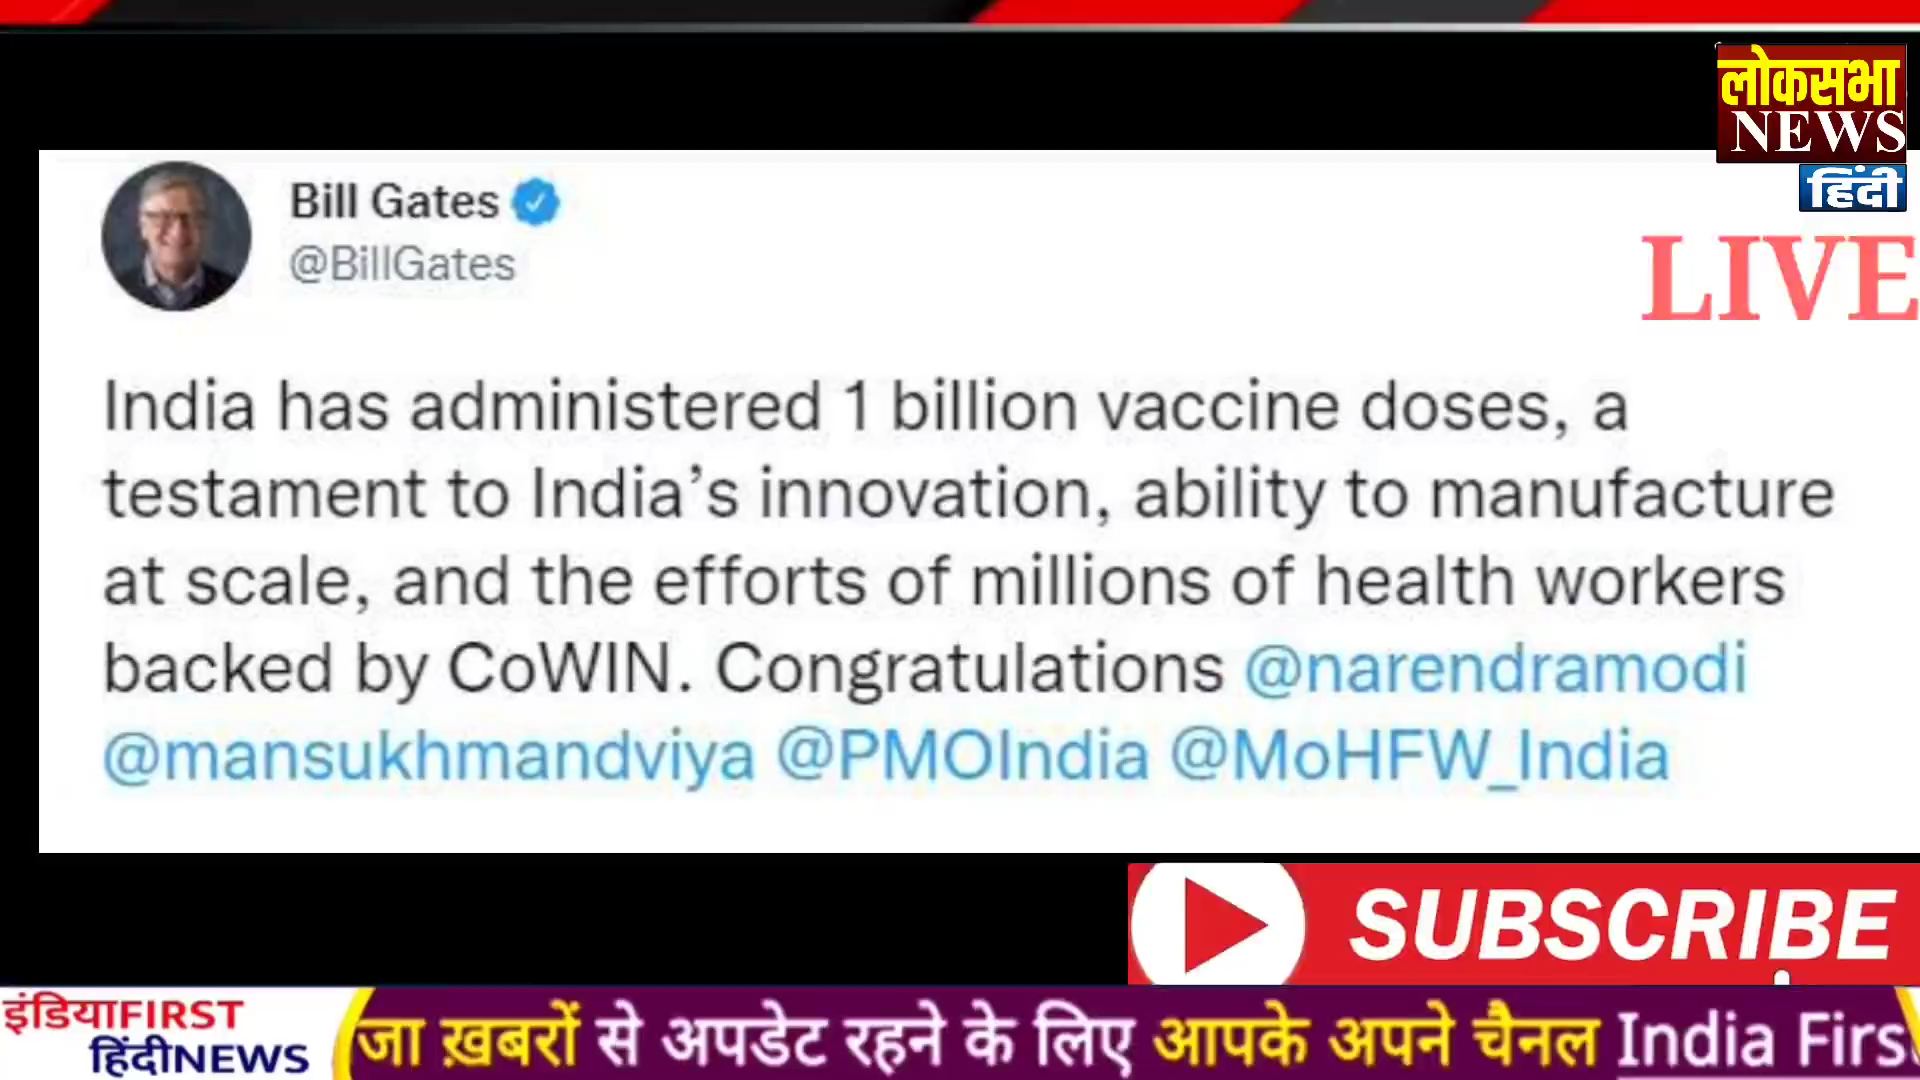 लोकसभा
NEWS
हिंदी
LIVE
Bill Gates
@BillGates
India has administered 1 billion vaccine doses, a
testament to India’s innovation, ability to manufacture
at scale, and the efforts of millions of health workers
backed by CoWIN. Congratulations @narendramodi
@mansukhmandviya @PMOIndia @MoHFW_India
SUBSCRIBE
इंडियाFIRST
हिंदीNEWS
जा ख़बरों से अपडेट रहने के लिए आपके अपने चैनल India Firs